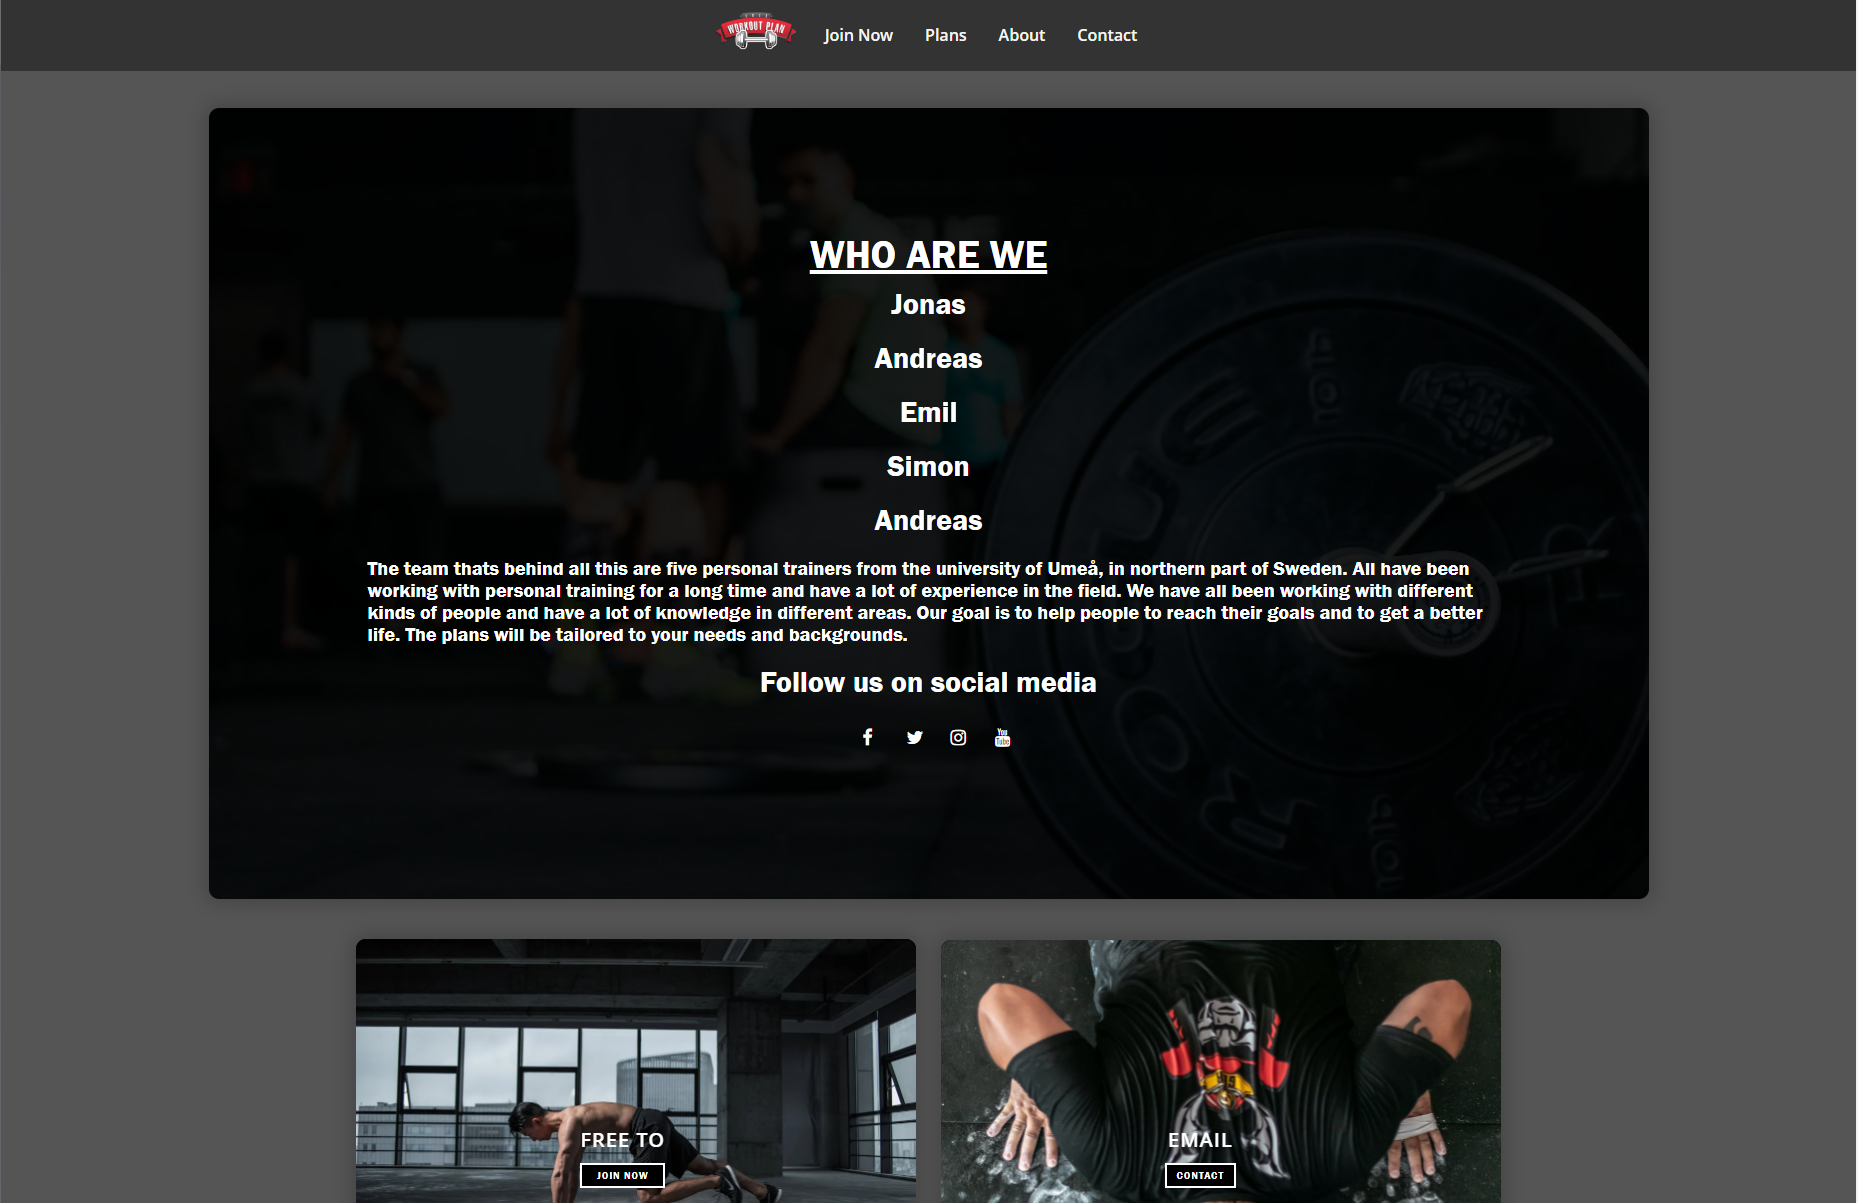 WORKOUT PLAN
Join Now
Plans
About
Contact
WHO ARE WE
Jonas
Andreas
Emil
Simon
Andreas
The team thats behind all this are five personal trainers from the university of Umeå, in northern part of Sweden. All have been
working with personal training for a long time and have a lot of experience in the field. We have all been working with different
kinds of people and have a lot of knowledge in different areas. Our goal is to help people to reach their goals and to get a better
life. The plans will be tailored to your needs and backgrounds.
Follow us on social media
You
Tube
ROGUE
FREE TO
JOIN NOW
EMAIL
CONTACT